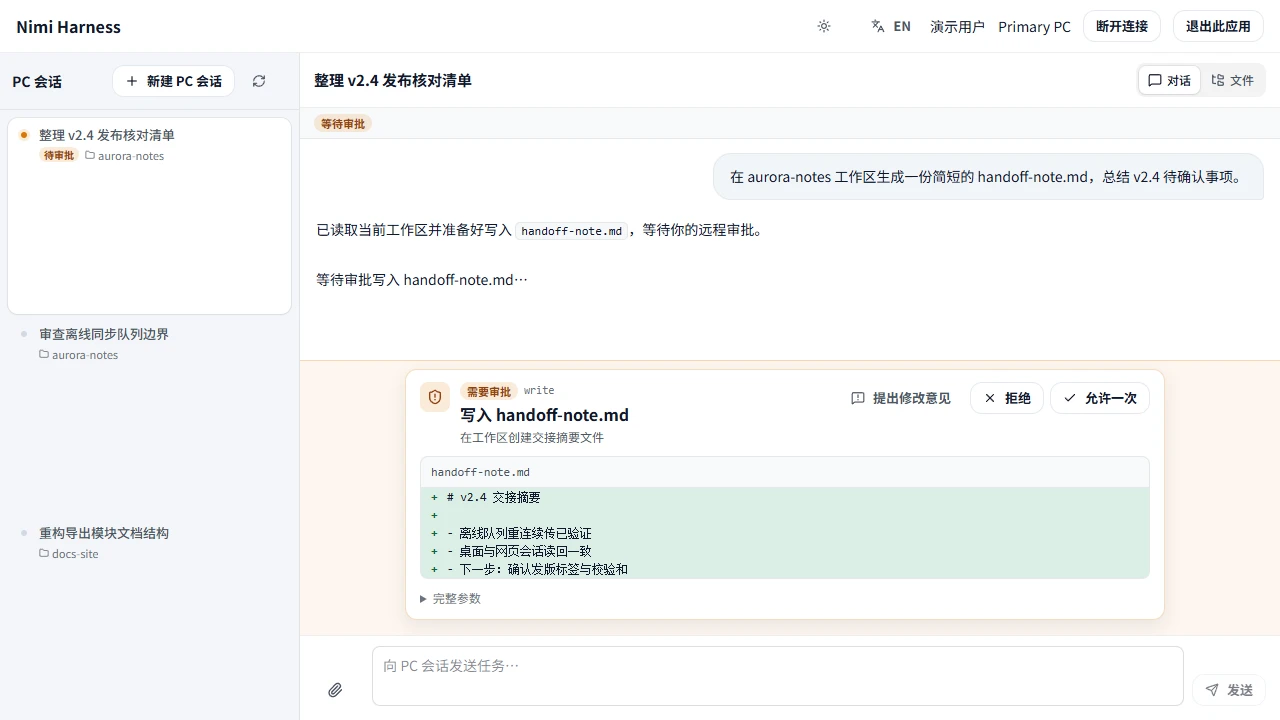 Nimi Harness
EN 演示用户 Primary PC 断开连接 退出此应用
PC 会话 新建 PC 会话
整理 v2.4 发布核对清单
待审批 aurora-notes
审查离线同步队列边界
aurora-notes
重构导出模块文档结构
docs-site
整理 v2.4 发布核对清单
对话 文件
等待审批
在 aurora-notes 工作区生成一份简短的 handoff-note.md，总结 v2.4 待确认事项。
已读取当前工作区并准备好写入 handoff-note.md，等待你的远程审批。
等待审批写入 handoff-note.md…
需要审批 write
写入 handoff-note.md
在工作区创建交接摘要文件
提出修改意见 拒绝 允许一次
handoff-note.md
+ # v2.4 交接摘要
+
+ - 离线队列重连续传已验证
+ - 桌面与网页会话读回一致
+ - 下一步：确认发版标签与校验和
完整参数
向 PC 会话发送任务…
发送